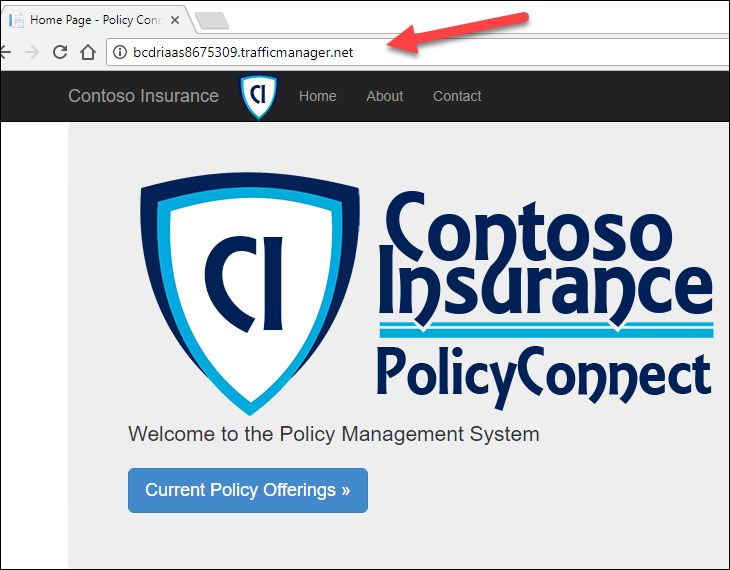 Home Page - Policy Conn
bcdriaas8675309.trafficmanager.net
Contoso Insurance CI Home About Contact
CI
Contoso
Insurance
PolicyConnect
Welcome to the Policy Management System
Current Policy Offerings »